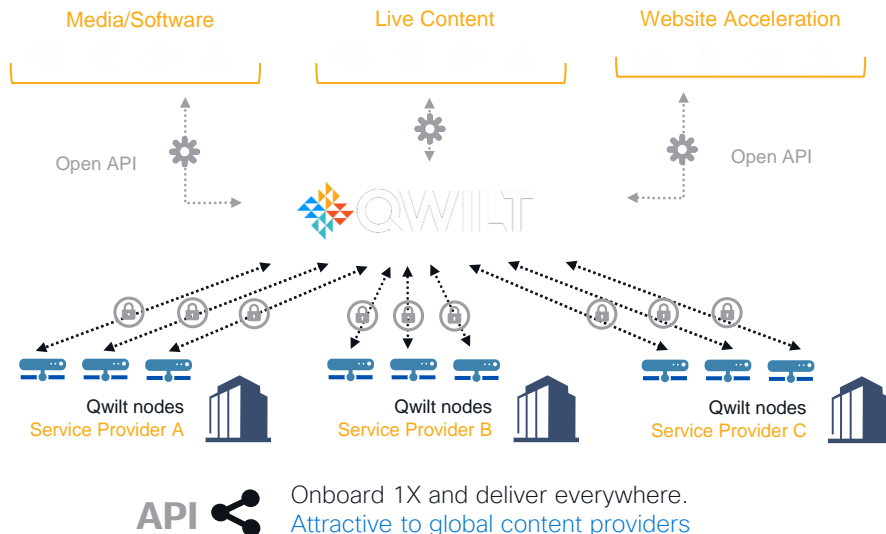 Media/Software
Live Content
Website Acceleration
Open API
Open API
QWILT
Qwilt nodes
Service Provider A
Qwilt nodes
Service Provider B
Qwilt nodes
Service Provider C
API
Onboard 1X and deliver everywhere.
Attractive to global content providers